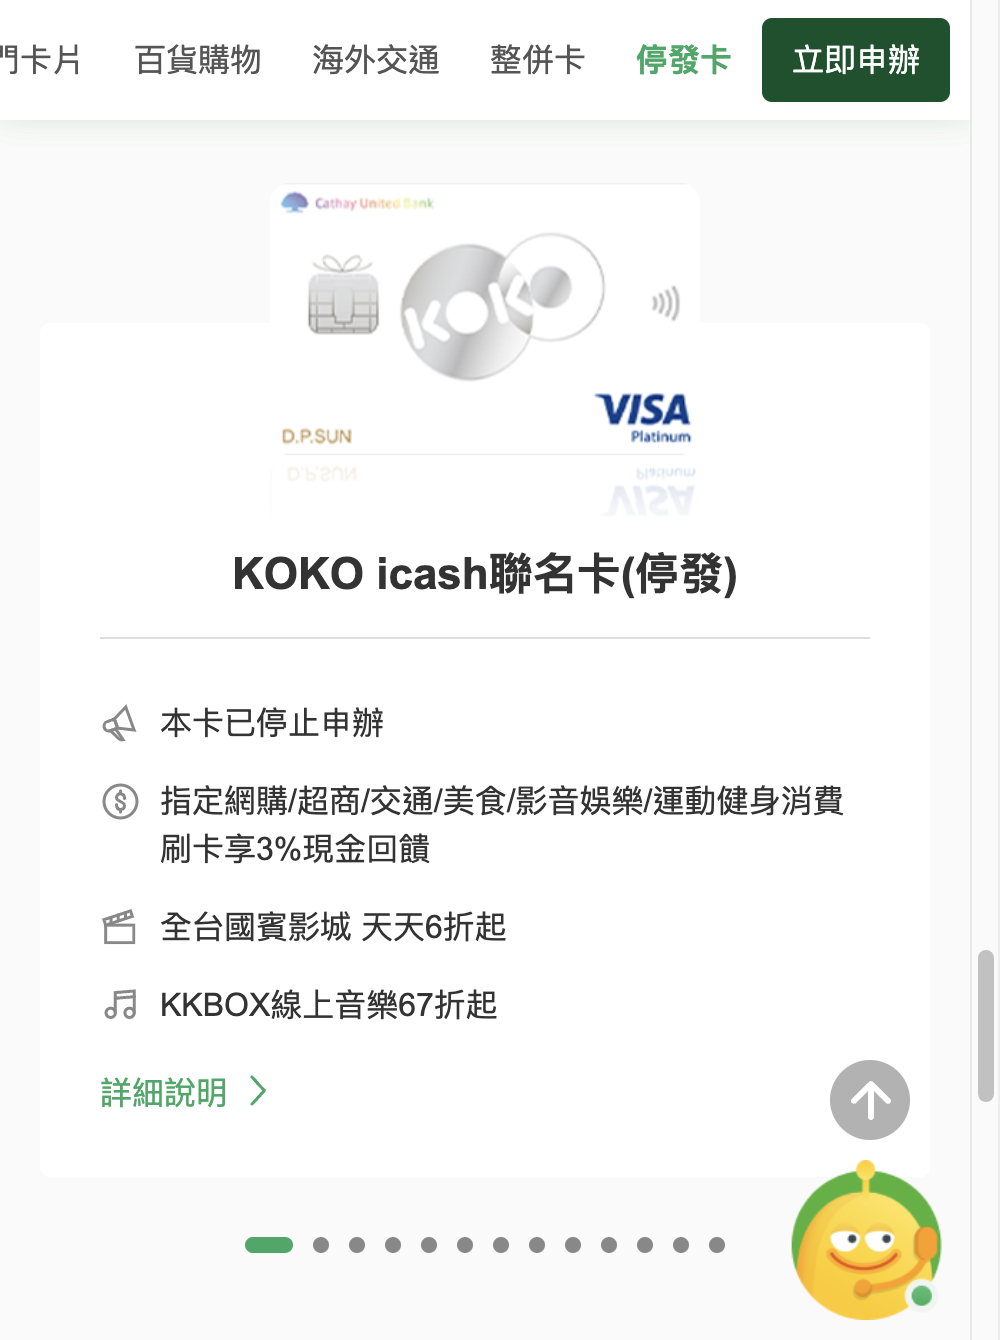 門卡片 百貨購物 海外交通 整併卡 停發卡 立即申辦
Cathay United Bank
KOKO
VISA
Platinum
D.P.SUN
KOKO icash聯名卡(停發)
本卡已停止申辦
指定網購/超商/交通/美食/影音娛樂/運動健身消費
刷卡享3%現金回饋
全台國賓影城 天天6折起
KKBOX線上音樂67折起
詳細說明